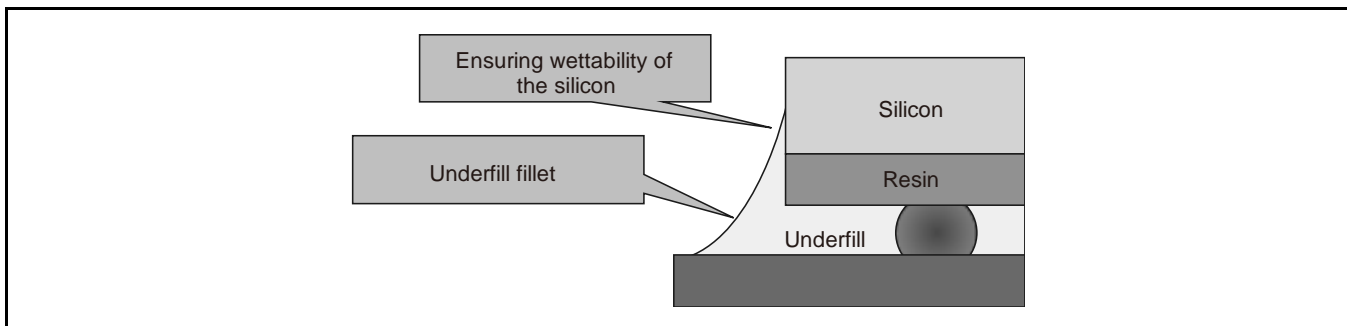 Ensuring wettability of
the silicon
Silicon
Underfill fillet
Resin
Underfill